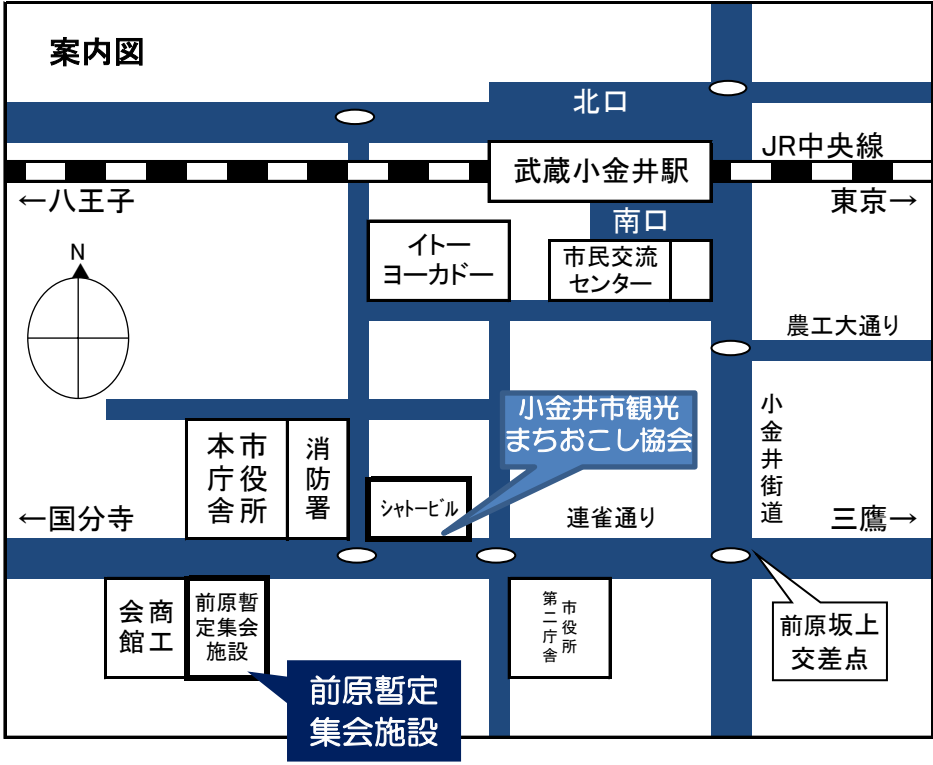 案内図
北口
JR中央線
武蔵小金井駅
←八王子
東京→
南口
N
イトー
ヨーカドー
市民交流
センター
農工大通り
小金井市観光
まちおこし協会
小金井街道
市役所
本庁舎
消防署
シャトービル
連雀通り
←国分寺
三鷹→
商工
会館
前原暫
定集会
施設
市役所
第二庁舎
前原坂上
交差点
前原暫定
集会施設